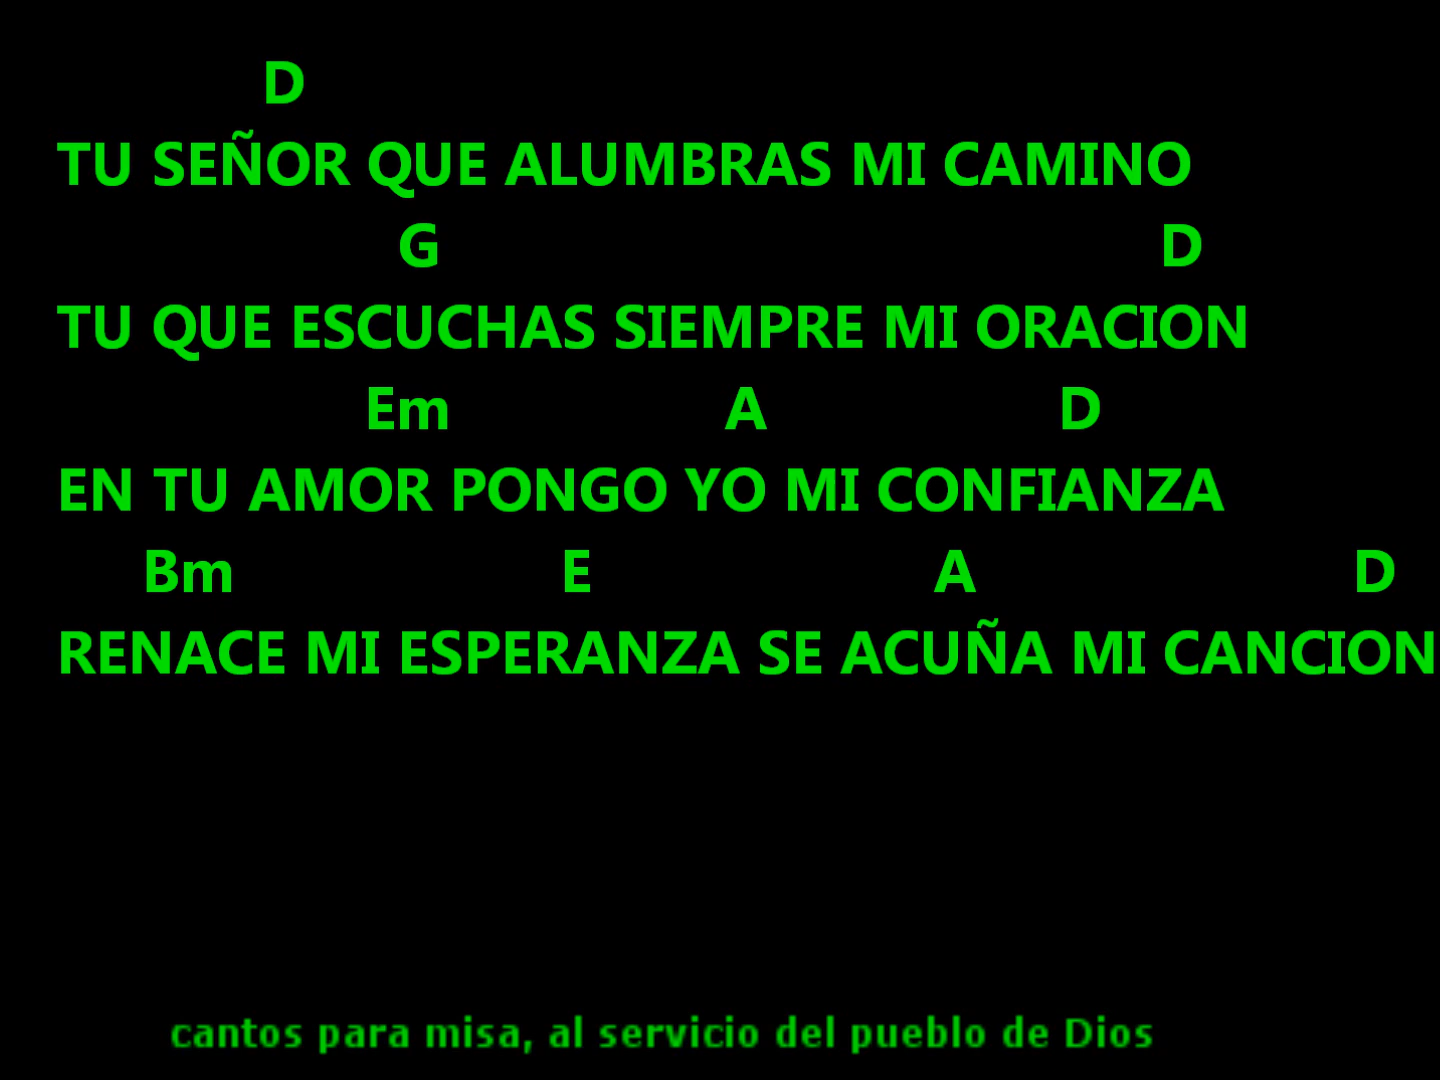 D
TU SEÑOR QUE ALUMBRAS MI CAMINO
G D
TU QUE ESCUCHAS SIEMPRE MI ORACION
Em A D
EN TU AMOR PONGO YO MI CONFIANZA
Bm E A D
RENACE MI ESPERANZA SE ACUÑA MI CANCION
cantos para misa, al servicio del pueblo de Dios